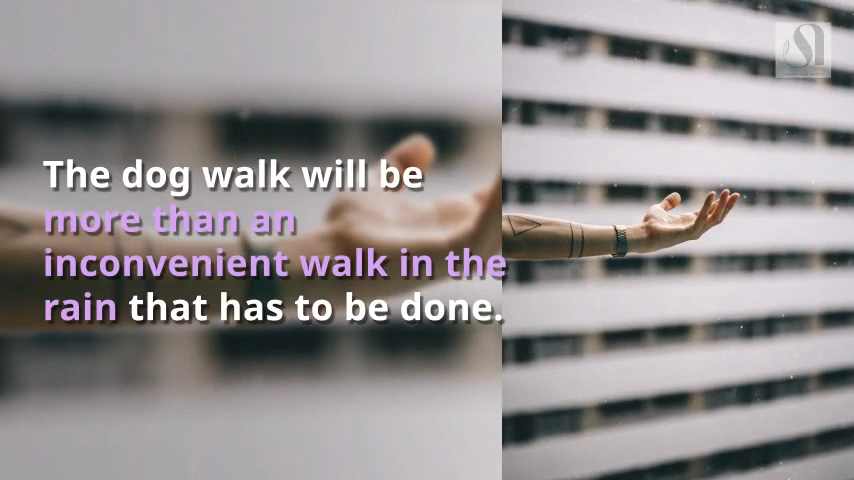 The dog walk will be
more than an
inconvenient walk in the
rain that has to be done.